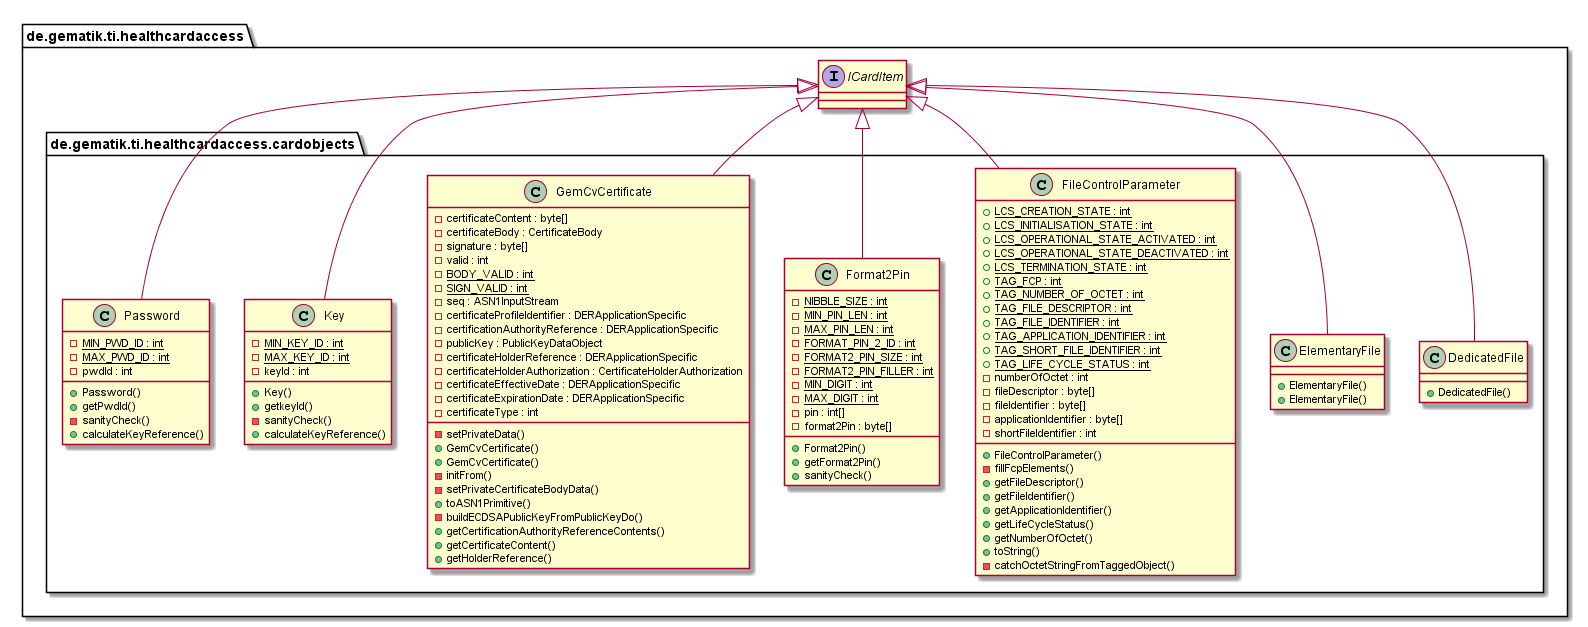 de.gematik.ti.healthcardaccess
I ICardItem
de.gematik.ti.healthcardaccess.cardobjects
C Password
MIN_PWD_ID : int
MAX_PWD_ID : int
pwdId : int
Password()
getPwdId()
sanityCheck()
calculateKeyReference()
C Key
MIN_KEY_ID : int
MAX_KEY_ID : int
keyId : int
Key()
getkeyId()
sanityCheck()
calculateKeyReference()
C GemCvCertificate
certificateContent : byte[]
certificateBody : CertificateBody
signature : byte[]
valid : int
BODY_VALID : int
SIGN_VALID : int
seq : ASN1InputStream
certificateProfileIdentifier : DERApplicationSpecific
certificationAuthorityReference : DERApplicationSpecific
publicKey : PublicKeyDataObject
certificateHolderReference : DERApplicationSpecific
certificateHolderAuthorization : CertificateHolderAuthorization
certificateEffectiveDate : DERApplicationSpecific
certificateExpirationDate : DERApplicationSpecific
certificateType : int
setPrivateData()
GemCvCertificate()
GemCvCertificate()
initFrom()
setPrivateCertificateBodyData()
toASN1Primitive()
buildECDSAPublicKeyFromPublicKeyDo()
getCertificationAuthorityReferenceContents()
getCertificateContent()
getHolderReference()
C Format2Pin
NIBBLE_SIZE : int
MIN_PIN_LEN : int
MAX_PIN_LEN : int
FORMAT_PIN_2_ID : int
FORMAT2_PIN_SIZE : int
FORMAT2_PIN_FILLER : int
MIN_DIGIT : int
MAX_DIGIT : int
pin : int[]
format2Pin : byte[]
Format2Pin()
getFormat2Pin()
sanityCheck()
C FileControlParameter
LCS_CREATION_STATE : int
LCS_INITIALISATION_STATE : int
LCS_OPERATIONAL_STATE_ACTIVATED : int
LCS_OPERATIONAL_STATE_DEACTIVATED : int
LCS_TERMINATION_STATE : int
TAG_FCP : int
TAG_NUMBER_OF_OCTET : int
TAG_FILE_DESCRIPTOR : int
TAG_FILE_IDENTIFIER : int
TAG_APPLICATION_IDENTIFIER : int
TAG_SHORT_FILE_IDENTIFIER : int
TAG_LIFE_CYCLE_STATUS : int
numberOfOctet : int
fileDescriptor : byte[]
fileIdentifier : byte[]
applicationIdentifier : byte[]
shortFileIdentifier : int
FileControlParameter()
fillFcpElements()
getFileDescriptor()
getFileIdentifier()
getApplicationIdentifier()
getLifeCycleStatus()
getNumberOfOctet()
toString()
catchOctetStringFromTaggedObject()
C ElementaryFile
ElementaryFile()
ElementaryFile()
C DedicatedFile
DedicatedFile()